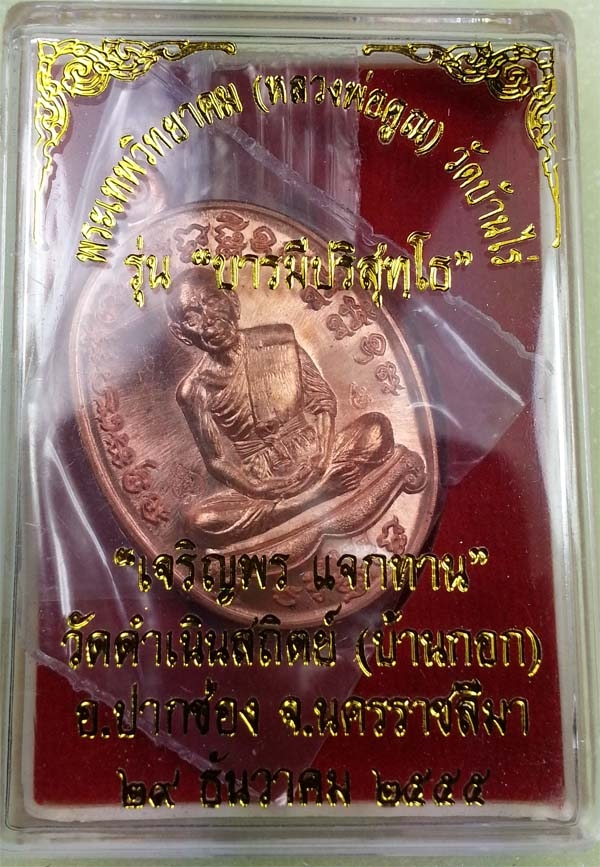 พระเทพวิทยาคม (หลวงพ่อคูณ) วัดบ้านไร่
รุ่น "บารมีปริสุทฺโธ"
"เจริญพร แจกทาน"
วัดดำเนินสถิตย์ (บ้านกอก)
อ.ปากช่อง จ.นครราชสีมา
๒๙ ธันวาคม ๒๕๕๕